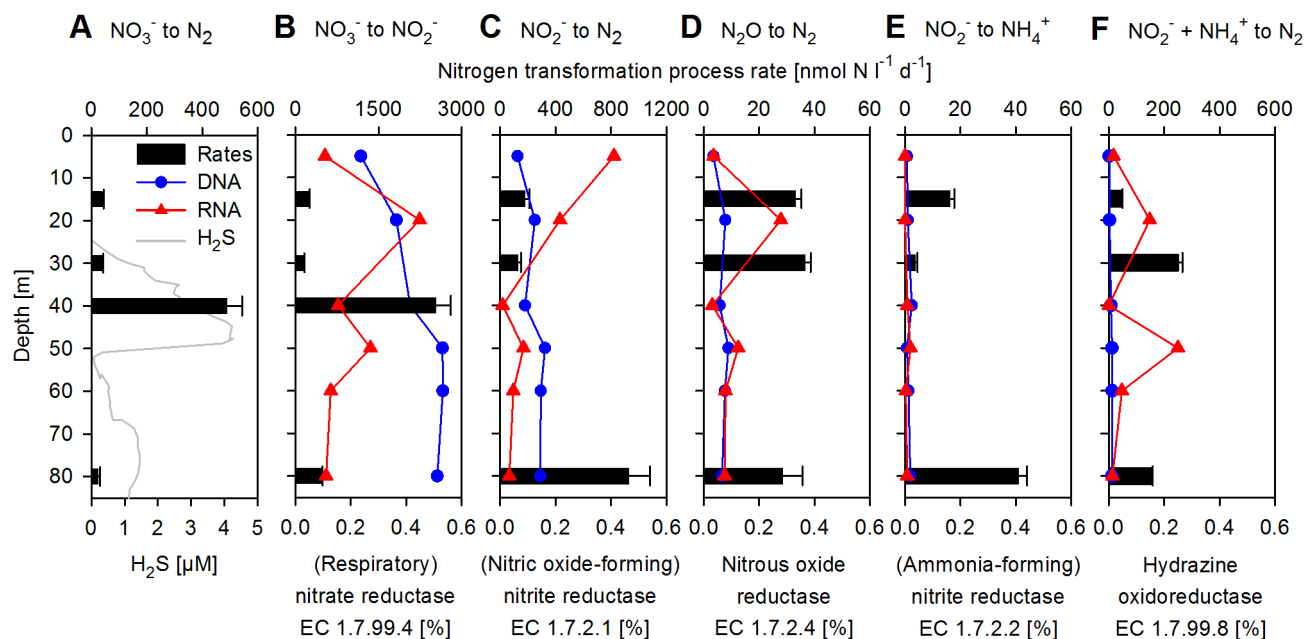 A NO3⁻ to N2 B NO3⁻ to NO2⁻ C NO2⁻ to N2 D N2O to N2 E NO2⁻ to NH4⁺ F NO2⁻ + NH4⁺ to N2
Nitrogen transformation process rate [nmol N l⁻¹ d⁻¹]
0 200 400 600 0 1500 3000 0 400 800 1200 0 20 40 60 0 20 40 60 0 200 400 600 800
Depth [m]
0
10
20
30
40
50
60
70
80
Rates
DNA
RNA
H2S
0 1 2 3 4 5 0.0 0.2 0.4 0.6 0.0 0.2 0.4 0.6 0.0 0.2 0.4 0.6 0.0 0.2 0.4 0.6 0.0 0.2 0.4 0.6
H2S [µM]
(Respiratory)
nitrate reductase
EC 1.7.99.4 [%]
(Nitric oxide-forming)
nitrite reductase
EC 1.7.2.1 [%]
Nitrous oxide
reductase
EC 1.7.2.4 [%]
(Ammonia-forming)
nitrite reductase
EC 1.7.2.2 [%]
Hydrazine
oxidoreductase
EC 1.7.99.8 [%]